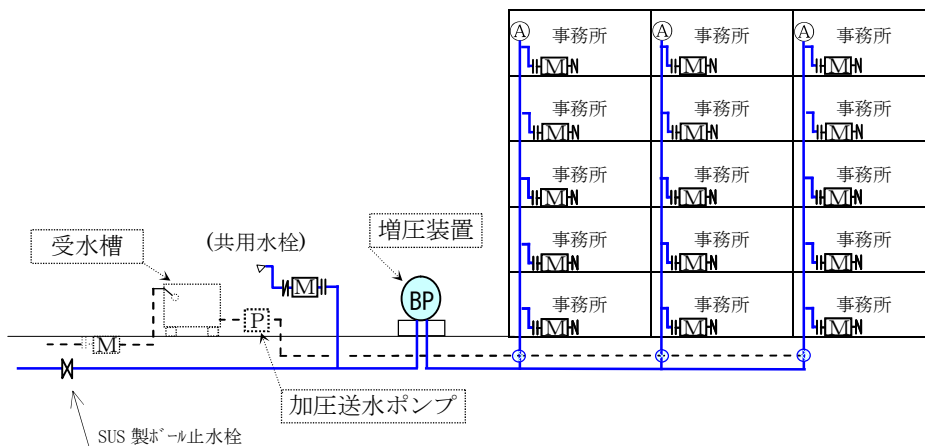 Ⓐ 事務所 Ⓐ 事務所 Ⓐ 事務所
M M M
事務所 事務所 事務所
M M M
事務所 事務所 事務所
M M M
事務所 事務所 事務所
M M M
事務所 事務所 事務所
M M M
受水槽
(共用水栓)
増圧装置
M
BP
P
M
加圧送水ポンプ
SUS 製ﾎﾞｰﾙ止水栓